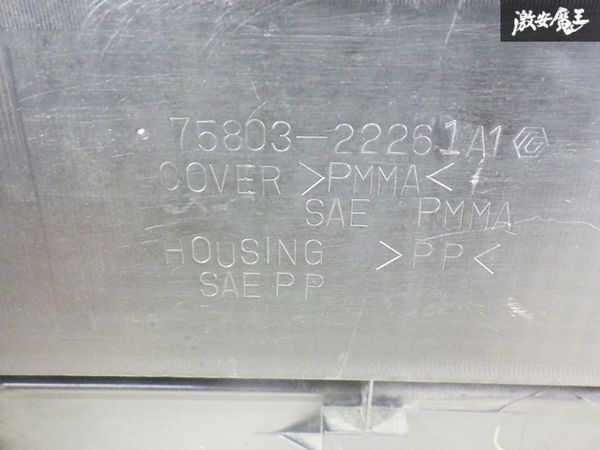 激安魔王
75803-22261A1
COVER >PMMA<
SAE PMMA
HOUSING >PP<
SAE PP